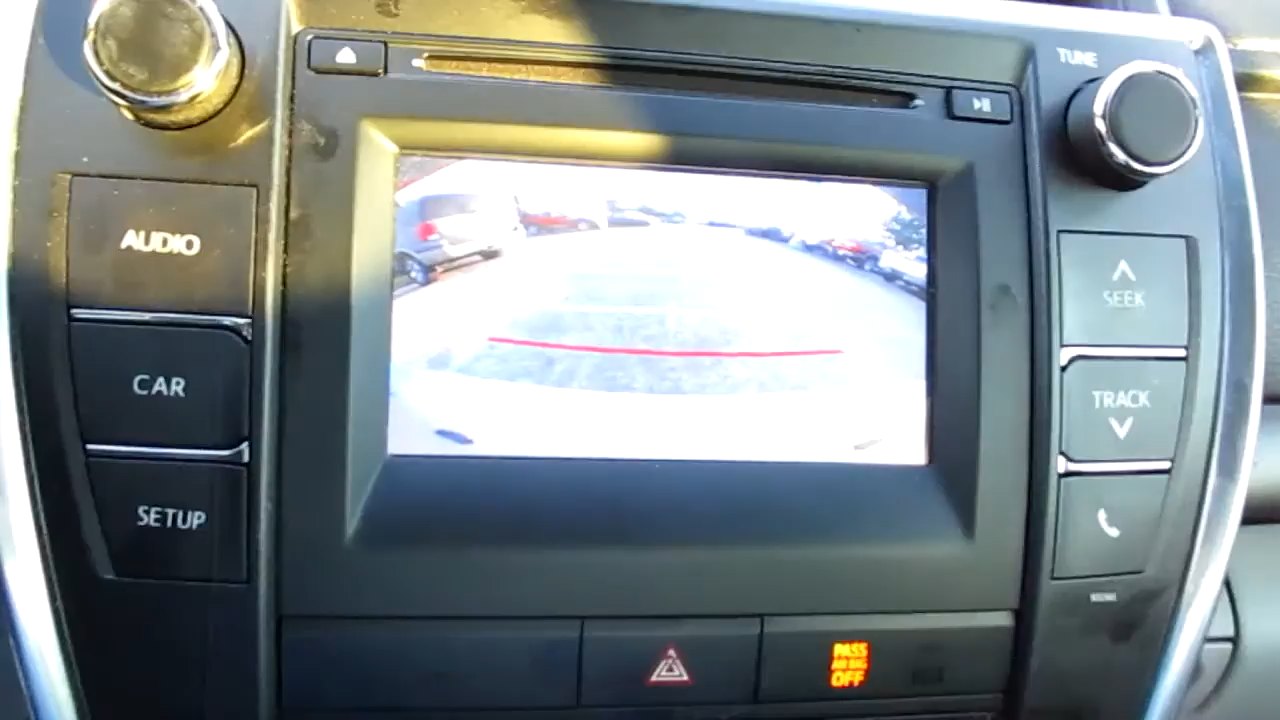 TUNE
AUDIO
SEEK
CAR
TRACK
SETUP
PASS
AIR BAG
OFF